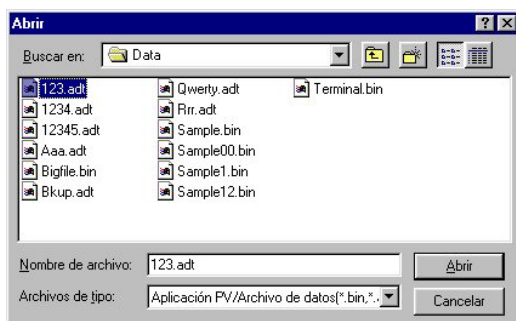 Abrir
Buscar en: Data
123.adt Qwerty.adt Terminal.bin
1234.adt Rrr.adt
12345.adt Sample.bin
Aaa.adt Sample00.bin
Bigfile.bin Sample1.bin
Bkup.adt Sample12.bin
Nombre de archivo: 123.adt Abrir
Archivos de tipo: Aplicación PV/Archivo de datos(*.bin,*. Cancelar